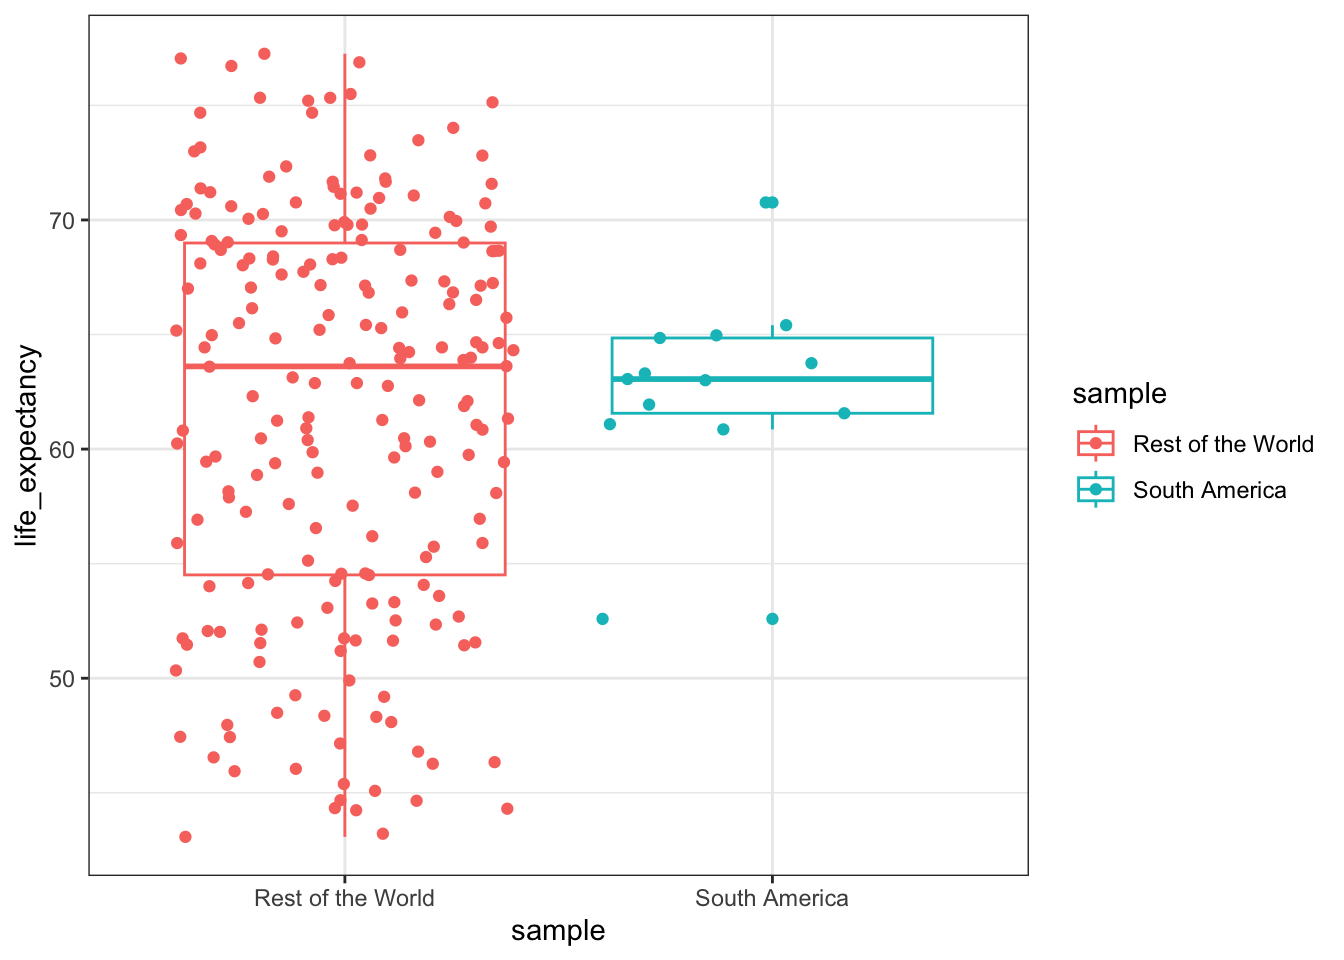 life_expectancy
70
60
50
Rest of the World
South America
sample
sample
Rest of the World
South America